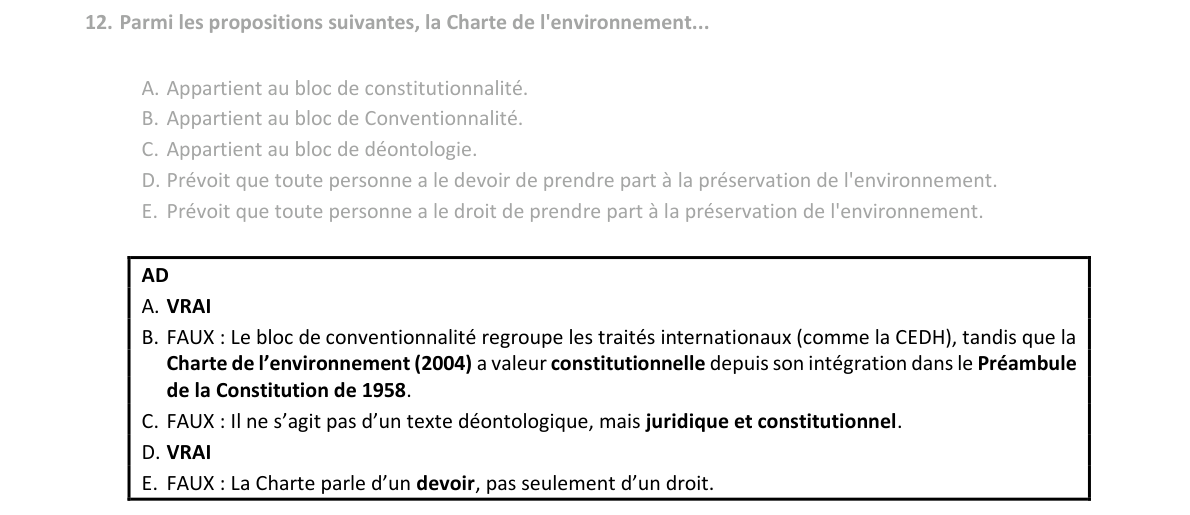 12. Parmi les propositions suivantes, la Charte de l'environnement...
A. Appartient au bloc de constitutionnalité.
B. Appartient au bloc de Conventionnalité.
C. Appartient au bloc de déontologie.
D. Prévoit que toute personne a le devoir de prendre part à la préservation de l'environnement.
E. Prévoit que toute personne a le droit de prendre part à la préservation de l'environnement.
AD
A. VRAI
B. FAUX : Le bloc de conventionnalité regroupe les traités internationaux (comme la CEDH), tandis que la
Charte de l’environnement (2004) a valeur constitutionnelle depuis son intégration dans le Préambule
de la Constitution de 1958.
C. FAUX : Il ne s’agit pas d’un texte déontologique, mais juridique et constitutionnel.
D. VRAI
E. FAUX : La Charte parle d’un devoir, pas seulement d’un droit.